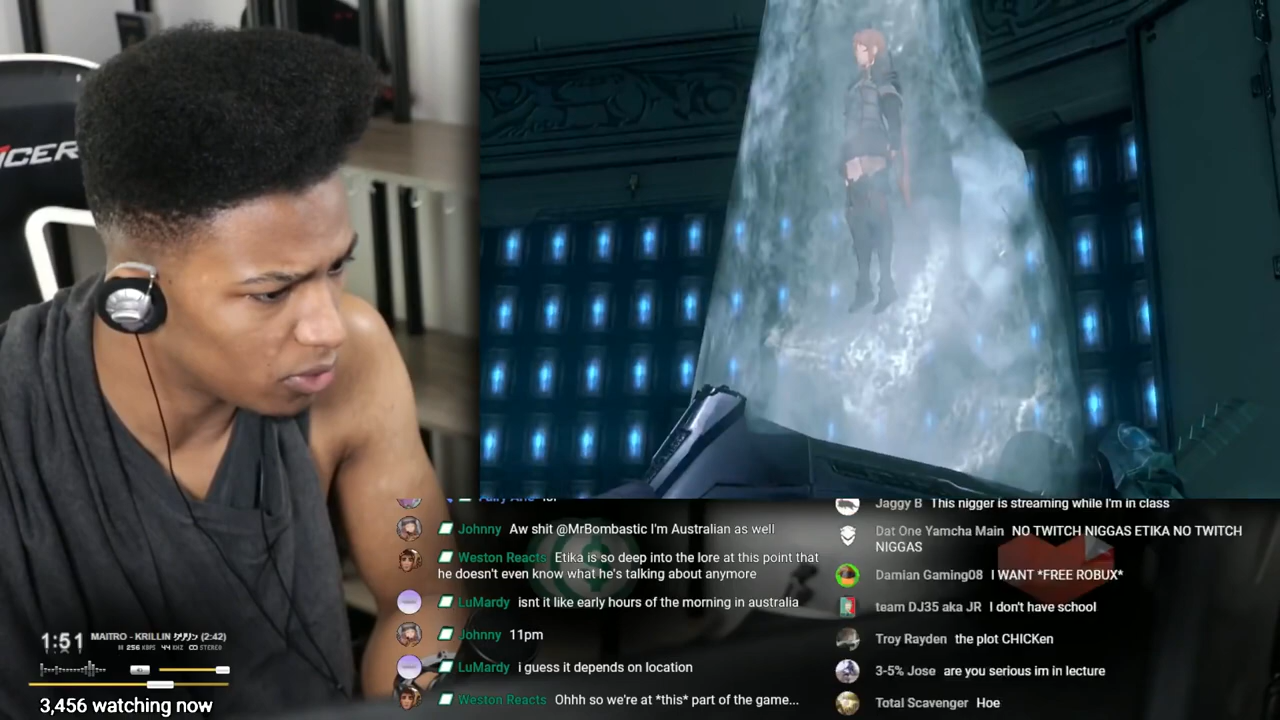 ICER
Jaggy B This nigger is streaming while I'm in class
Johnny Aw shit @MrBombastic I'm Australian as well
Dat One Yamcha Main NO TWITCH NIGGAS ETIKA NO TWITCH
NIGGAS
Weston Reacts Etika is so deep into the lore at this point that
he doesn't even know what he's talking about anymore
Damian Gaming08 I WANT *FREE ROBUX*
LuMardy isnt it like early hours of the morning in australia
team DJ35 aka JR I don't have school
Johnny 11pm
Troy Rayden the plot CHICKen
LuMardy i guess it depends on location
3-5% Jose are you serious im in lecture
Weston Reacts Ohhh so we're at *this* part of the game...
Total Scavenger Hoe
1:51 MAITRO - KRILLIN (2:42)
256 KBPS 44 KHZ STEREO
3,456 watching now